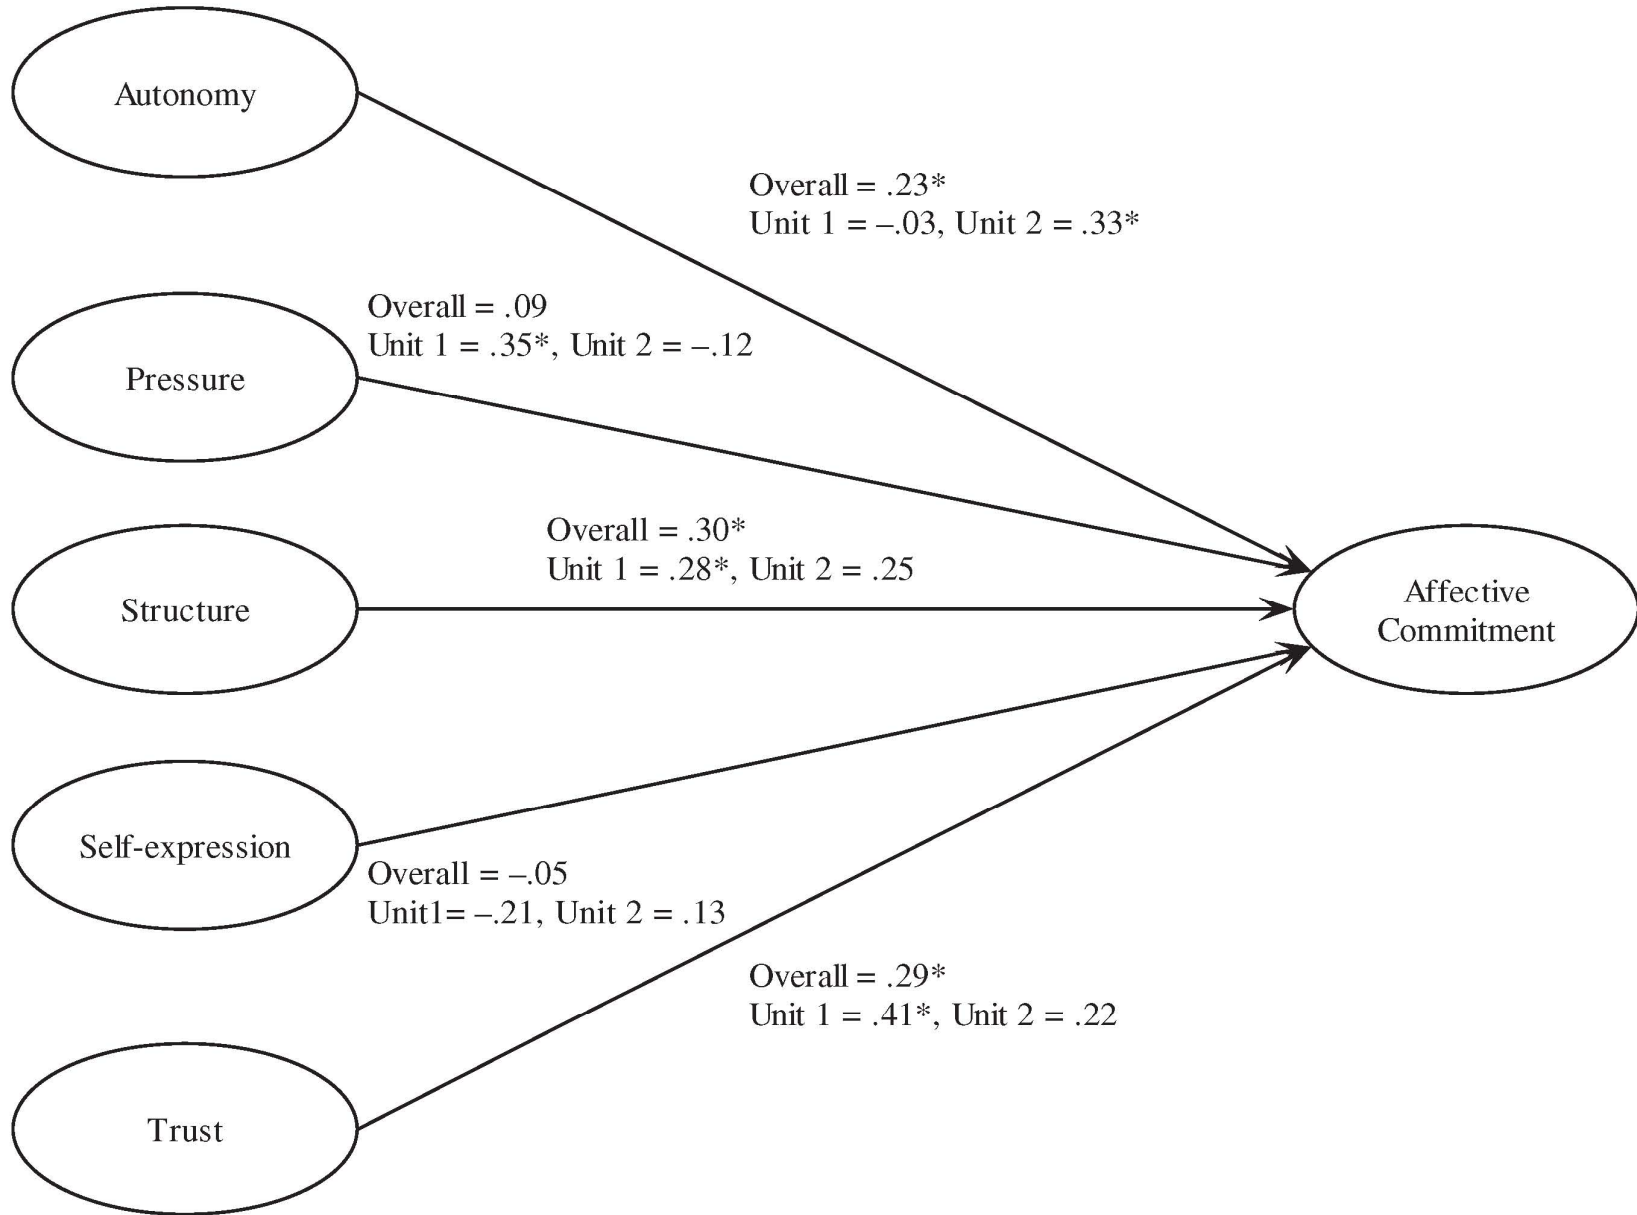 Autonomy
Overall = .23*
Unit 1 = –.03, Unit 2 = .33*
Overall = .09
Unit 1 = .35*, Unit 2 = –.12
Pressure
Overall = .30*
Unit 1 = .28*, Unit 2 = .25
Structure
Affective
Commitment
Self-expression
Overall = –.05
Unit1= –.21, Unit 2 = .13
Overall = .29*
Unit 1 = .41*, Unit 2 = .22
Trust